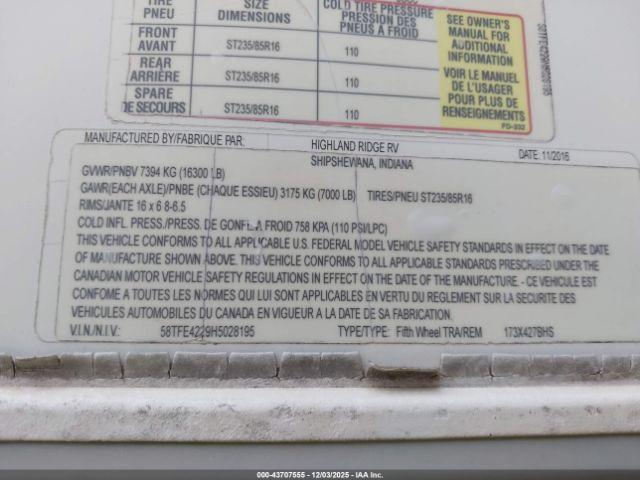 TIRE SIZE COLD TIRE PRESSURE
PNEU DIMENSIONS PRESSION DES
PNEUS A FROID
FRONT
AVANT ST235/85R16 110
REAR
ARRIÈRE ST235/85R16 110
SPARE
DE SECOURS ST235/85R16 110
SEE OWNER'S
MANUAL FOR
ADDITIONAL
INFORMATION
VOIR LE MANUEL
DE L'USAGER
POUR PLUS DE
RENSEIGNEMENTS
FD-932
MANUFACTURED BY/FABRIQUE PAR: HIGHLAND RIDGE RV DATE: 11/2016
SHIPSHEWANA, INDIANA
GVWR/PNBV 7394 KG (16300 LB)
GAWR(EACH AXLE)/PNBE (CHAQUE ESSIEU) 3175 KG (7000 LB) TIRES/PNEU ST235/85R16
RIMS/JANTE 16 x 6 8-6.5
COLD INFL. PRESS./PRESS. DE GONFL A FROID 758 KPA (110 PSI/LPC)
THIS VEHICLE CONFORMS TO ALL APPLICABLE U.S. FEDERAL MODEL VEHICLE SAFETY STANDARDS IN EFFECT ON THE DATE
OF MANUFACTURE SHOWN ABOVE. THIS VEHICLE CONFORMS TO ALL APPLICABLE STANDARDS PRESCRIBED UNDER THE
CANADIAN MOTOR VEHICLE SAFETY REGULATIONS IN EFFECT ON THE DATE OF THE MANUFACTURE. - CE VEHICULE EST
CONFOME A TOUTES LES NORMES QUI LUI SONT APPLICABLES EN VERTU DU REGLEMENT SUR LA SECURITE DES
VEHICULES AUTOMOBILES DU CANADA EN VIGUEUR A LA DATE DE SA FABRICATION.
V.I.N./N.I.V.: 58TFE4229H5028195 TYPE/TYPE: Fifth Wheel TRA/REM 173X427BHS
000-43707555 - 12/03/2025 - IAA Inc.